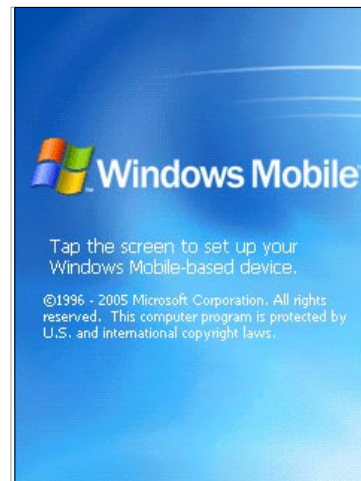 Windows Mobile™
Tap the screen to set up your
Windows Mobile-based device.
©1996 - 2005 Microsoft Corporation. All rights
reserved.  This computer program is protected by
U.S. and international copyright laws.